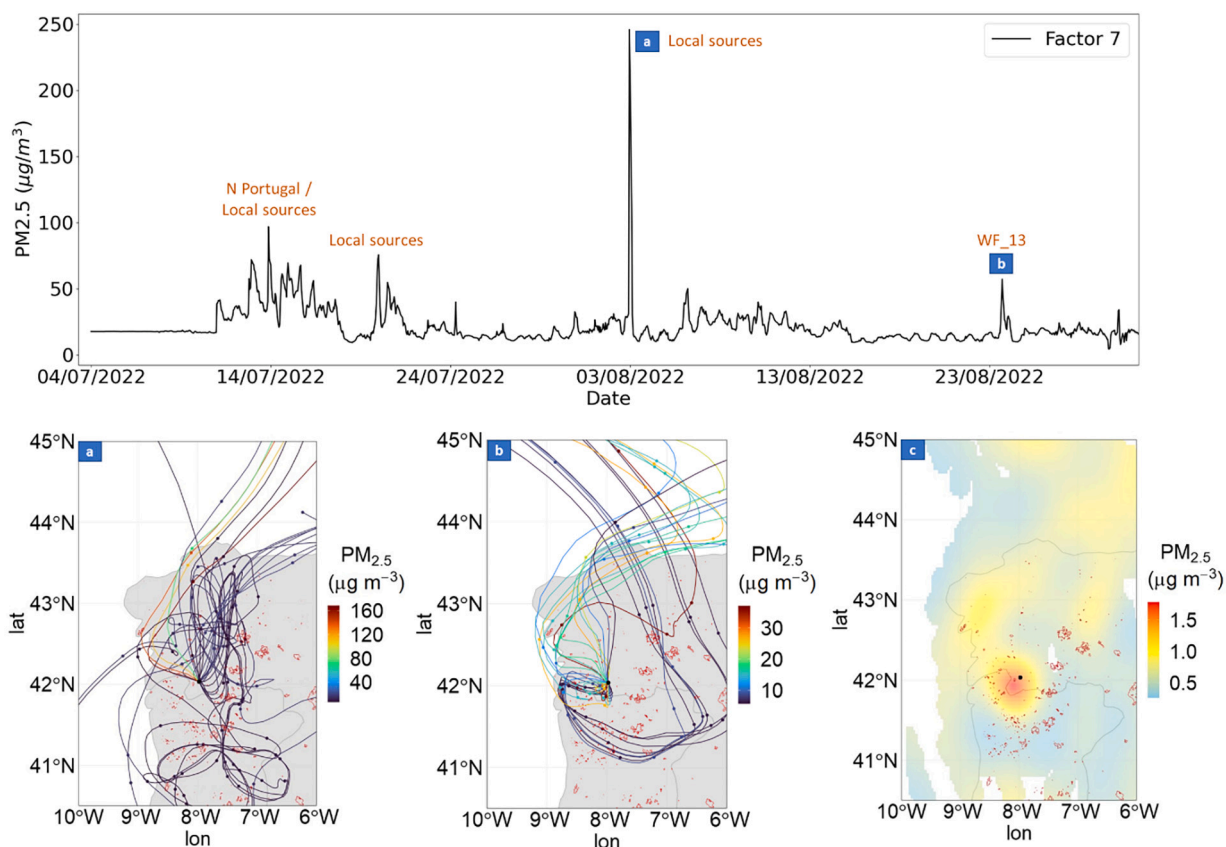 250
200
150
100
50
0
PM2.5 (μg/m³)
a Local sources
Factor 7
N Portugal /
Local sources
Local sources
WF_13
b
04/07/2022 14/07/2022 24/07/2022 03/08/2022 13/08/2022 23/08/2022
Date
a
45°N
44°N
43°N
42°N
41°N
lat
10°W 9°W 8°W 7°W 6°W
lon
PM2.5
(μg m⁻³)
160
120
80
40
b
45°N
44°N
43°N
42°N
41°N
lat
10°W 9°W 8°W 7°W 6°W
lon
PM2.5
(μg m⁻³)
30
20
10
c
45°N
44°N
43°N
42°N
41°N
lat
10°W 9°W 8°W 7°W 6°W
lon
PM2.5
(μg m⁻³)
1.5
1.0
0.5